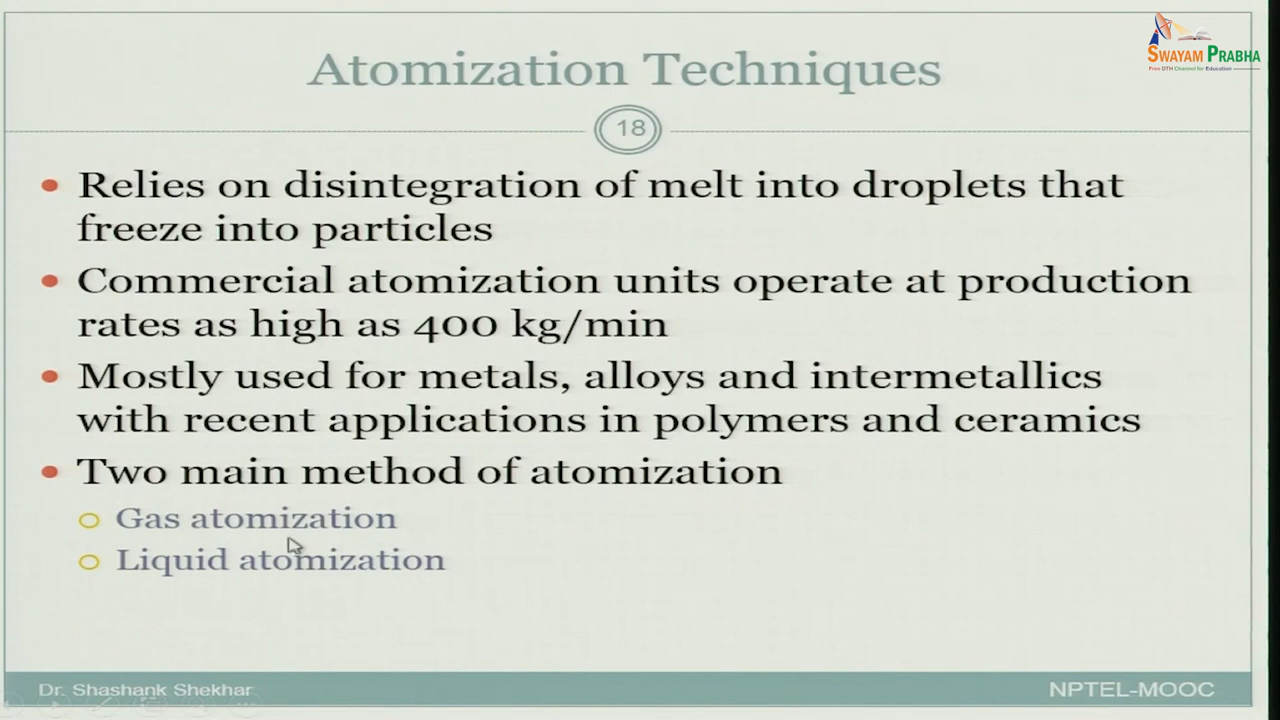 SWAYAM PRABHA
Free DTH Channel for Education
Atomization Techniques
18
Relies on disintegration of melt into droplets that
freeze into particles
Commercial atomization units operate at production
rates as high as 400 kg/min
Mostly used for metals, alloys and intermetallics
with recent applications in polymers and ceramics
Two main method of atomization
Gas atomization
Liquid atomization
Dr. Shashank Shekhar
NPTEL-MOOC